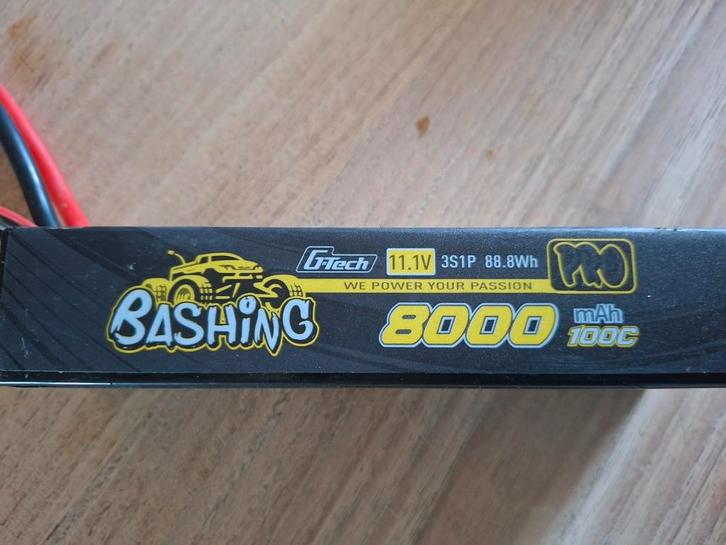 G-Tech 11.1V 3S1P 88.8Wh PRO
WE POWER YOUR PASSION
BASHING 8000 mAh
100C